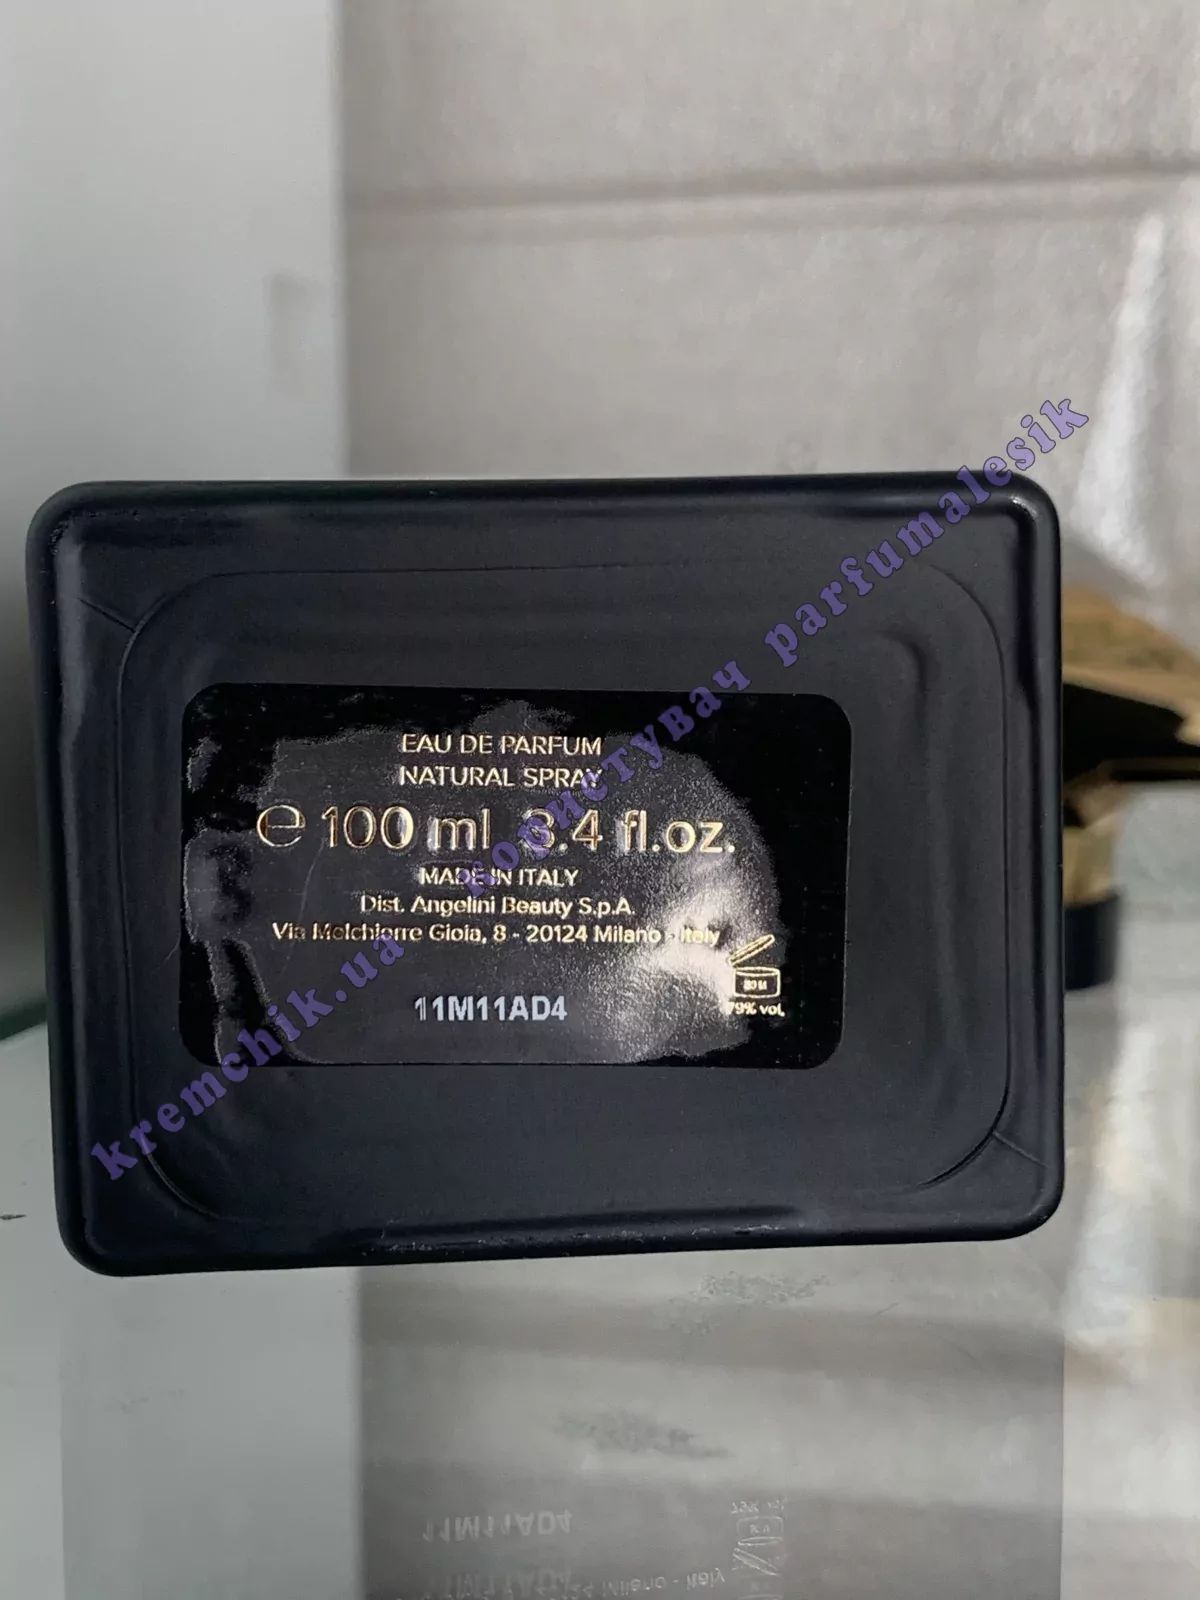 EAU DE PARFUM
NATURAL SPRAY
e 100 ml 3.4 fl.oz.
MADE IN ITALY
Dist. Angelini Beauty S.p.A.
Via Melchiorre Gioia, 8 - 20124 Milano - Italy
11M11AD4
79% vol.
kremchik.ua користувач parfumalesik
11M11AD4